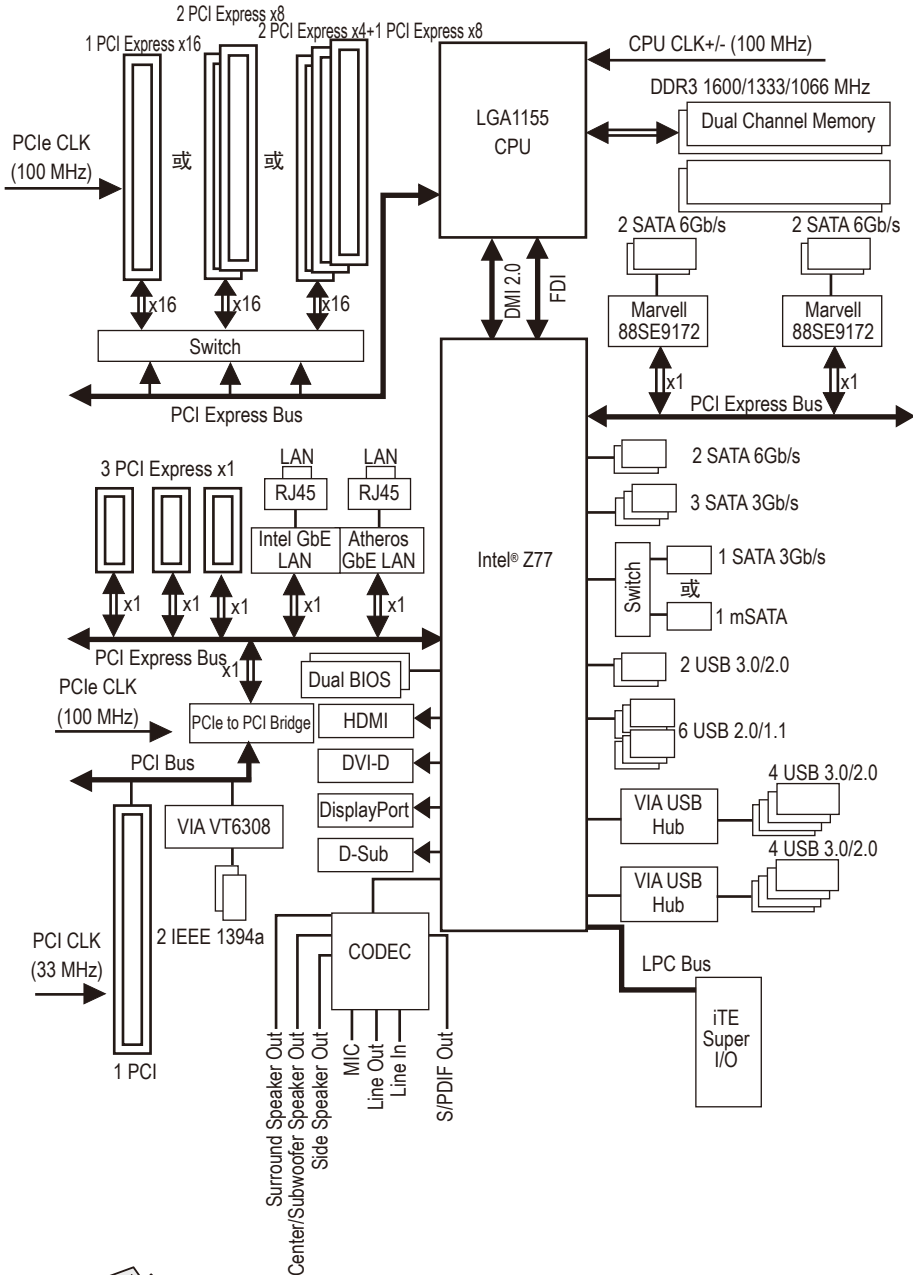 2 PCI Express x8
1 PCI Express x16
2 PCI Express x4+1 PCI Express x8
CPU CLK+/- (100 MHz)
DDR3 1600/1333/1066 MHz
LGA1155
CPU
Dual Channel Memory
PCIe CLK
(100 MHz)
或
或
2 SATA 6Gb/s
2 SATA 6Gb/s
DMI 2.0
FDI
Marvell
88SE9172
Marvell
88SE9172
x16
x16
x16
Switch
x1
x1
PCI Express Bus
PCI Express Bus
3 PCI Express x1
LAN
LAN
RJ45
RJ45
Intel GbE
LAN
Atheros
GbE LAN
Intel® Z77
2 SATA 6Gb/s
3 SATA 3Gb/s
Switch
1 SATA 3Gb/s
或
1 mSATA
x1
x1
x1
x1
x1
PCI Express Bus
x1
Dual BIOS
2 USB 3.0/2.0
PCIe CLK
(100 MHz)
PCIe to PCI Bridge
HDMI
6 USB 2.0/1.1
PCI Bus
DVI-D
4 USB 3.0/2.0
DisplayPort
VIA USB
Hub
VIA VT6308
D-Sub
4 USB 3.0/2.0
VIA USB
Hub
2 IEEE 1394a
PCI CLK
(33 MHz)
CODEC
LPC Bus
iTE
Super
I/O
1 PCI
Surround Speaker Out
Center/Subwoofer Speaker Out
Side Speaker Out
MIC
Line Out
Line In
S/PDIF Out